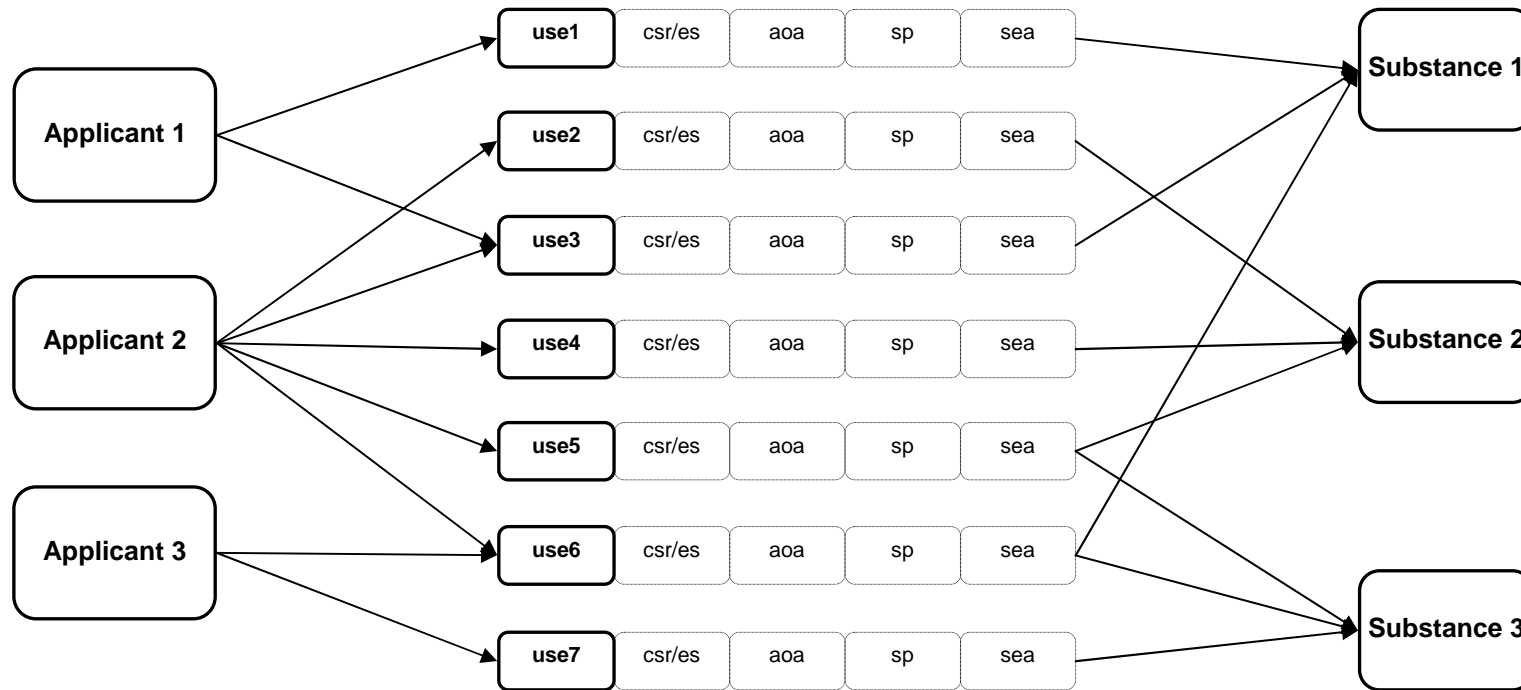 use1 csr/es aoa sp sea
Substance 1
Applicant 1
use2 csr/es aoa sp sea
use3 csr/es aoa sp sea
Applicant 2
use4 csr/es aoa sp sea
Substance 2
use5 csr/es aoa sp sea
Applicant 3
use6 csr/es aoa sp sea
use7 csr/es aoa sp sea
Substance 3